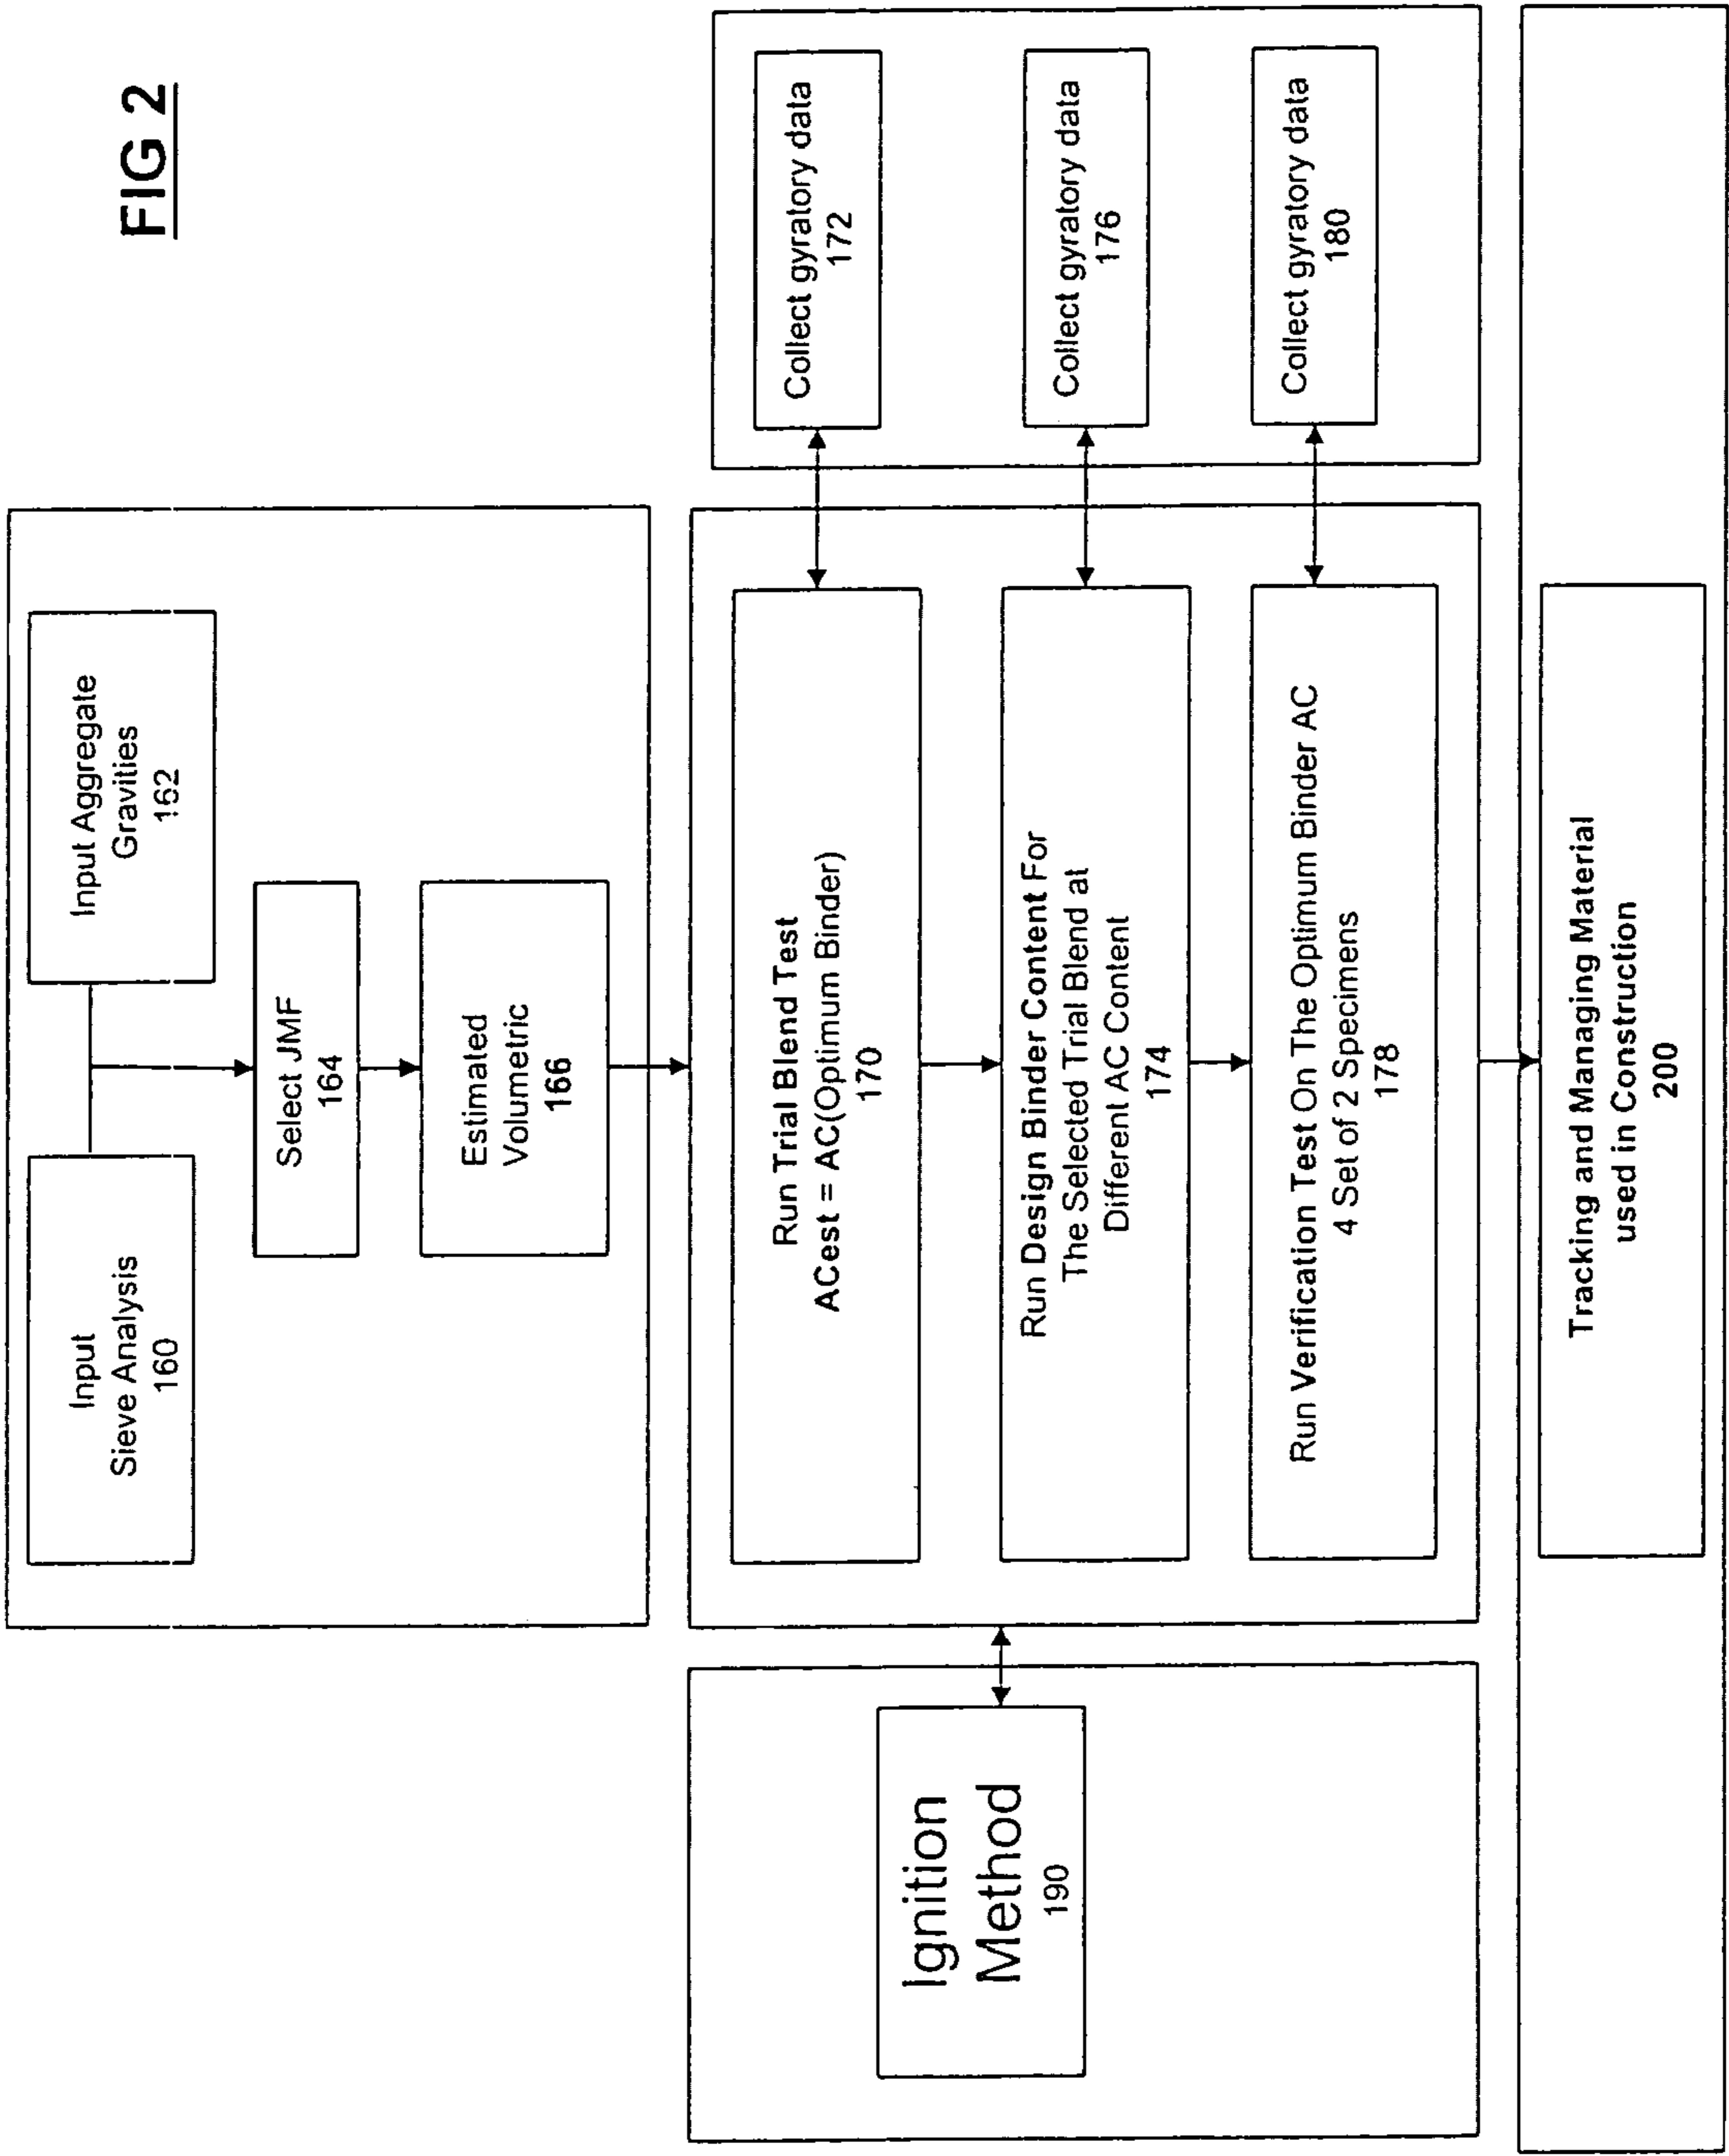 FIG 2
Input
Sieve Analysis
160
Input Aggregate
Gravities
162
Select JMF
164
Estimated
Volumetric
166
Run Trial Blend Test
ACest = AC(Optimum Binder)
170
Collect gyratory data
172
Run Design Binder Content For
The Selected Trial Blend at
Different AC Content
174
Collect gyratory data
176
Run Verification Test On The Optimum Binder AC
4 Set of 2 Specimens
178
Collect gyratory data
180
Ignition
Method
190
Tracking and Managing Material
used in Construction
200